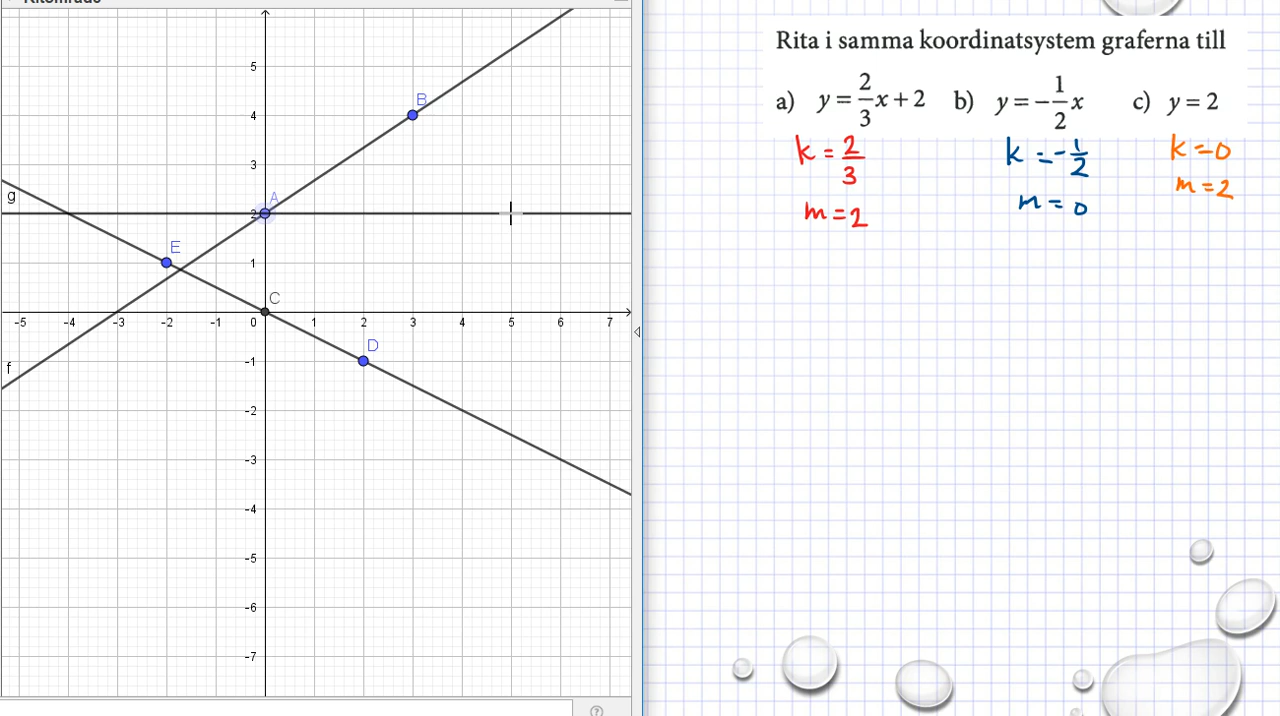 5
4
3
2
1
-5 -4 -3 -2 -1 0 1 2 3 4 5 6 7
-1
-2
-3
-4
-5
-6
-7
g
f
A
B
C
D
E
Rita i samma koordinatsystem graferna till
a) y = 2/3 x + 2 b) y = -1/2 x c) y = 2
k = 2/3 k = -1/2 k = 0
m = 2 m = 0 m = 2